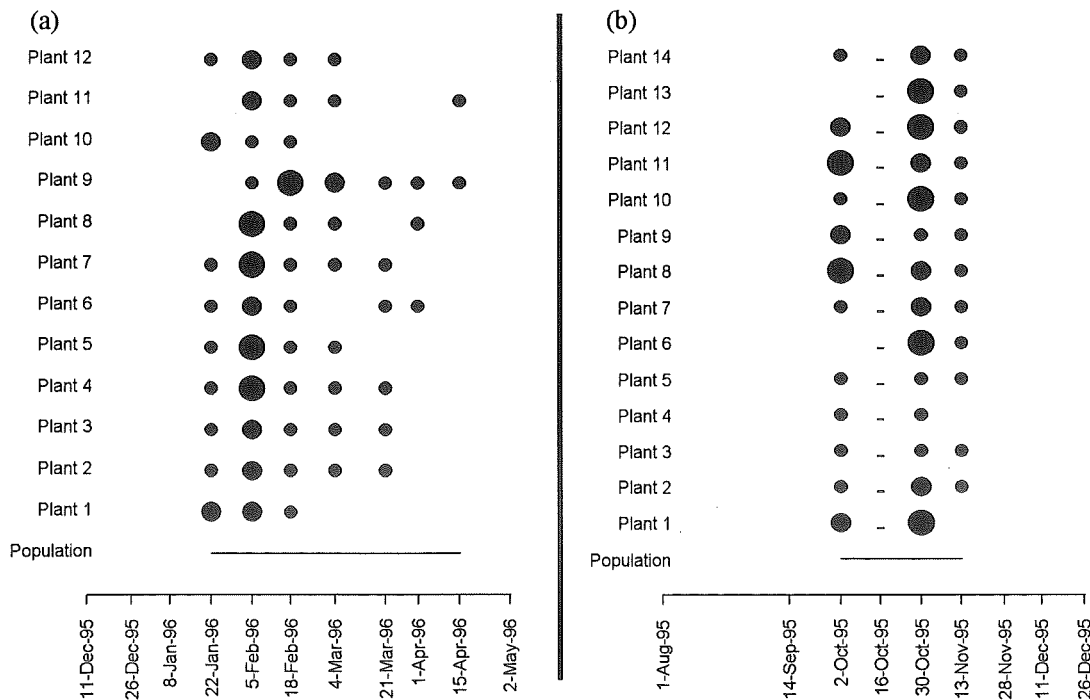 (a)
Plant 12
Plant 11
Plant 10
Plant 9
Plant 8
Plant 7
Plant 6
Plant 5
Plant 4
Plant 3
Plant 2
Plant 1
Population
11-Dec-95
26-Dec-95
8-Jan-96
22-Jan-96
5-Feb-96
18-Feb-96
4-Mar-96
21-Mar-96
1-Apr-96
15-Apr-96
2-May-96
(b)
Plant 14
Plant 13
Plant 12
Plant 11
Plant 10
Plant 9
Plant 8
Plant 7
Plant 6
Plant 5
Plant 4
Plant 3
Plant 2
Plant 1
Population
1-Aug-95
14-Sep-95
2-Oct-95
16-Oct-95
30-Oct-95
13-Nov-95
28-Nov-95
11-Dec-95
26-Dec-95